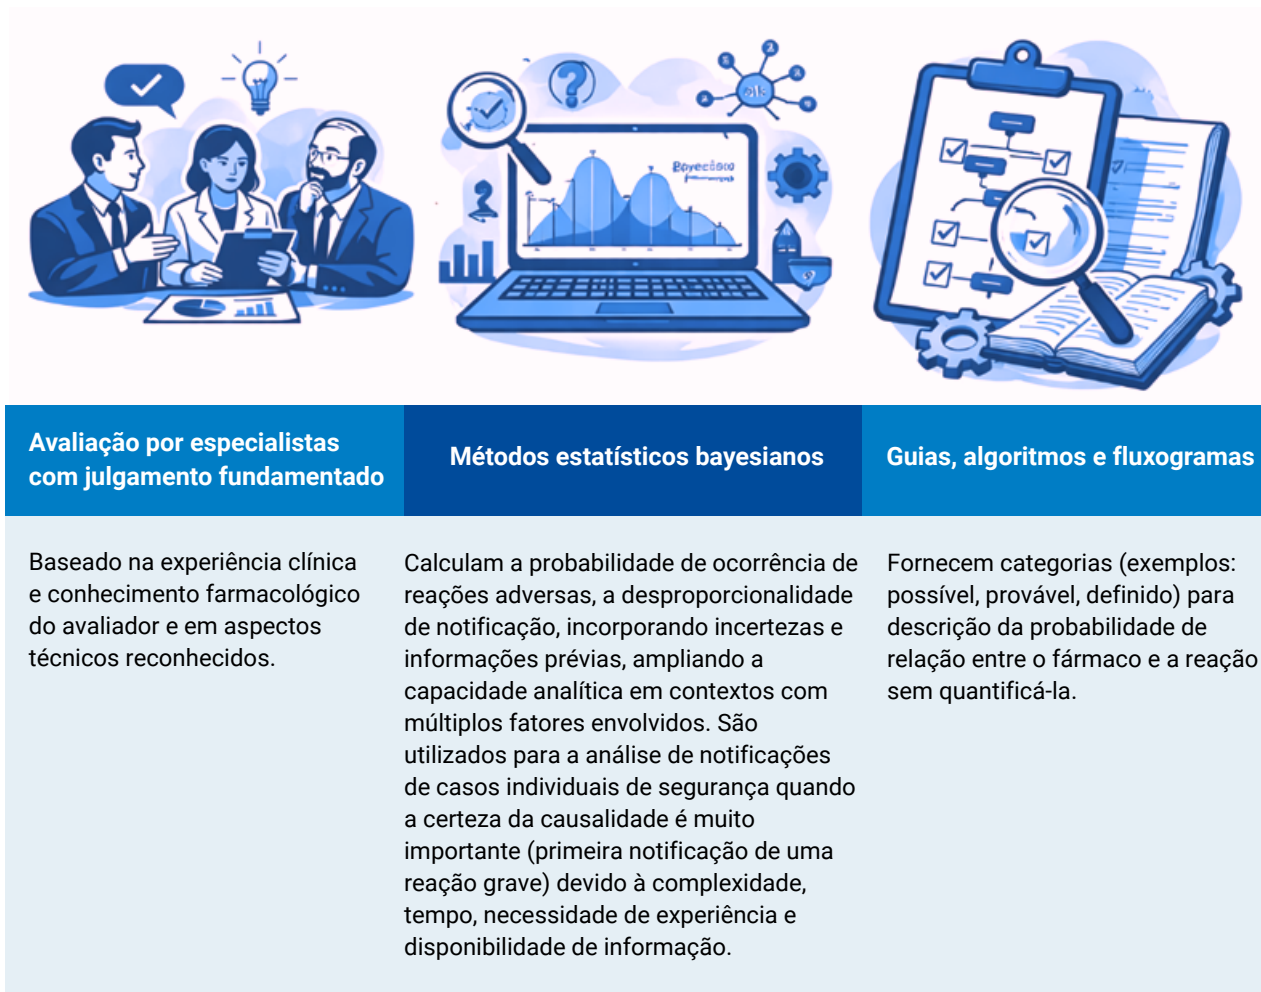 Avaliação por especialistas
com julgamento fundamentado
Baseado na experiência clínica
e conhecimento farmacológico
do avaliador e em aspectos
técnicos reconhecidos.
Métodos estatísticos bayesianos
Calculam a probabilidade de ocorrência de
reações adversas, a desproporcionalidade
de notificação, incorporando incertezas e
informações prévias, ampliando a
capacidade analítica em contextos com
múltiplos fatores envolvidos. São
utilizados para a análise de notificações
de casos individuais de segurança quando
a certeza da causalidade é muito
importante (primeira notificação de uma
reação grave) devido à complexidade,
tempo, necessidade de experiência e
disponibilidade de informação.
Guias, algoritmos e fluxogramas
Fornecem categorias (exemplos:
possível, provável, definido) para
descrição da probabilidade de
relação entre o fármaco e a reação
sem quantificá-la.